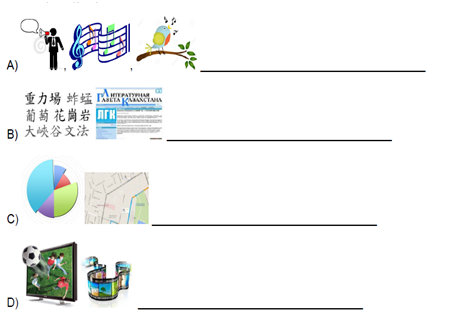 A) , ,
重力場 蚱蜢
葡萄 花崗岩
大峽谷文法
ЛИТЕРАТУРНАЯ
ГАЗЕТА КАЗАХСТАНА
ЛГК
B)
C)
D)